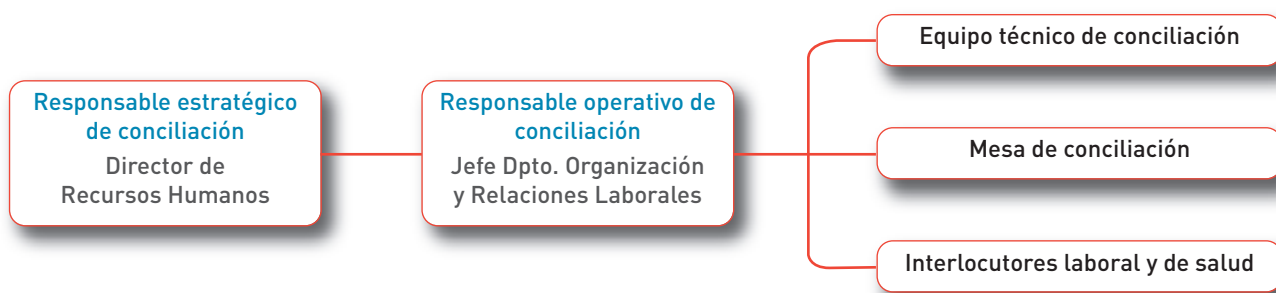 Responsable estratégico
de conciliación
Director de
Recursos Humanos
Responsable operativo de
conciliación
Jefe Dpto. Organización
y Relaciones Laborales
Equipo técnico de conciliación
Mesa de conciliación
Interlocutores laboral y de salud